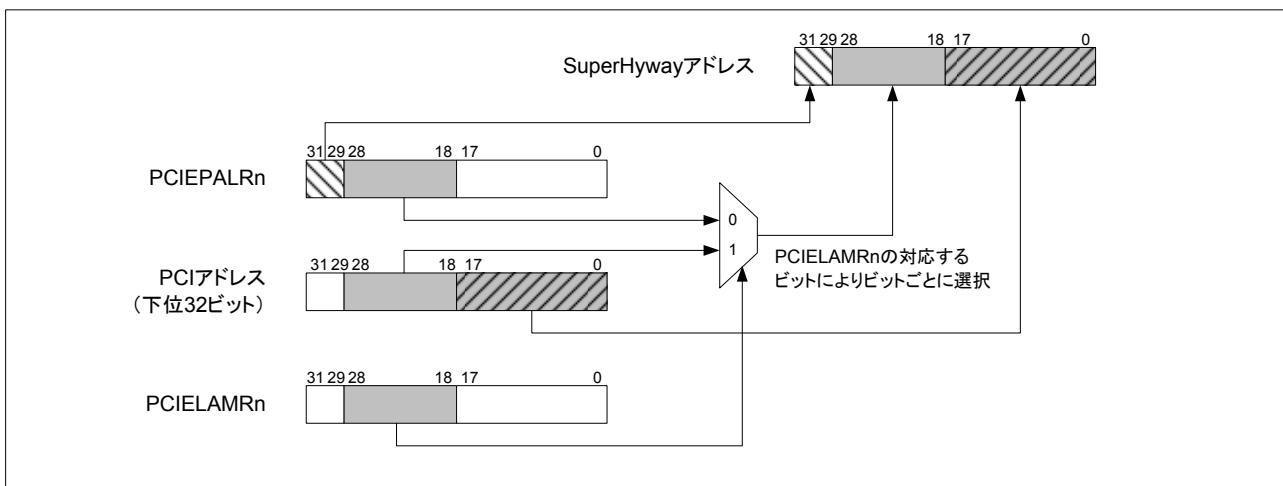 31 29 28 18 17 0
SuperHywayアドレス
31 29 28 18 17 0
PCIEPALRn
0
1
PCIELAMRnの対応する
ビットによりビットごとに選択
31 29 28 18 17 0
PCIアドレス
（下位32ビット）
31 29 28 18 17 0
PCIELAMRn